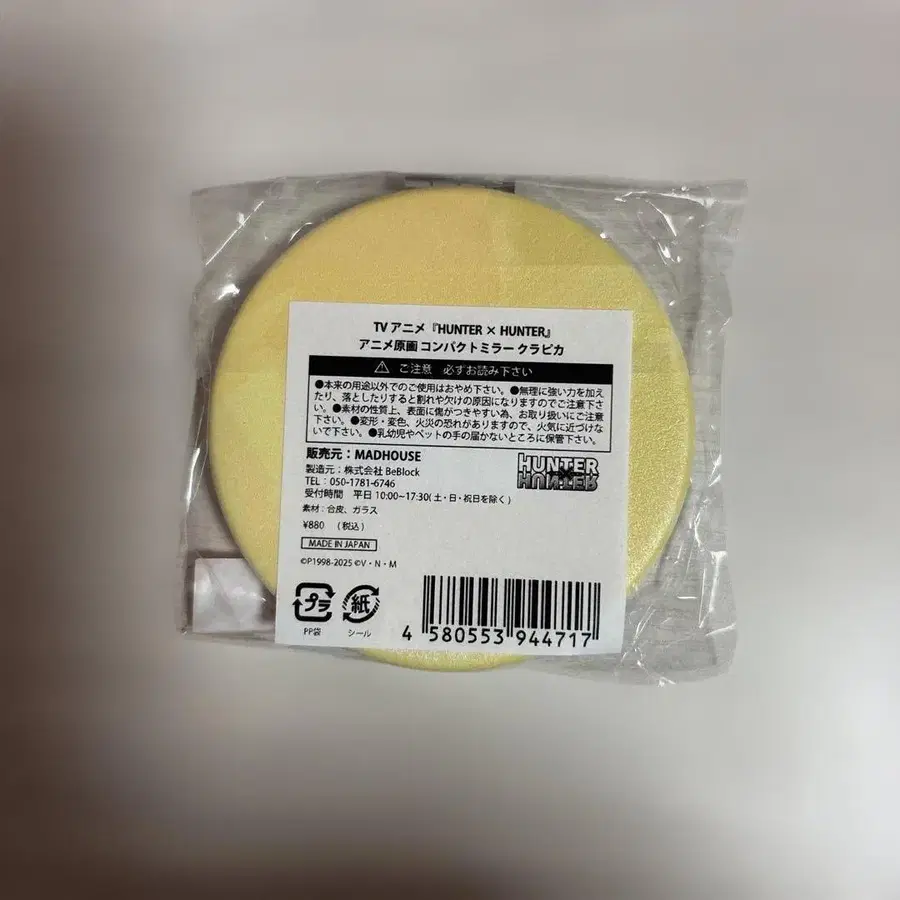 TV アニメ『HUNTER × HUNTER』
アニメ原画 コンパクトミラー クラピカ
⚠ ご注意 必ずお読み下さい
●本来の用途以外でのご使用はおやめ下さい。●無理に強い力を加え
たり、落としたりすると割れや欠けの原因になりますのでご注意下さ
い。●素材の性質上、表面に傷がつきやすい為、お取り扱いにご注意
下さい。●変形・変色、火災の恐れがありますので、火気に近づけな
いで下さい。●乳幼児やペットの手の届かないところに保管下さい。
販売元：MADHOUSE
製造元：株式会社 BeBlock
TEL：050-1781-6746
受付時間 平日 10:00~17:30(土・日・祝日を除く)
素材：合皮、ガラス
¥880 （税込）
MADE IN JAPAN
©P1998-2025 ©V・N・M
HUNTER
×
HUNTER
プラ
PP袋
紙
シール
4 580553 944717